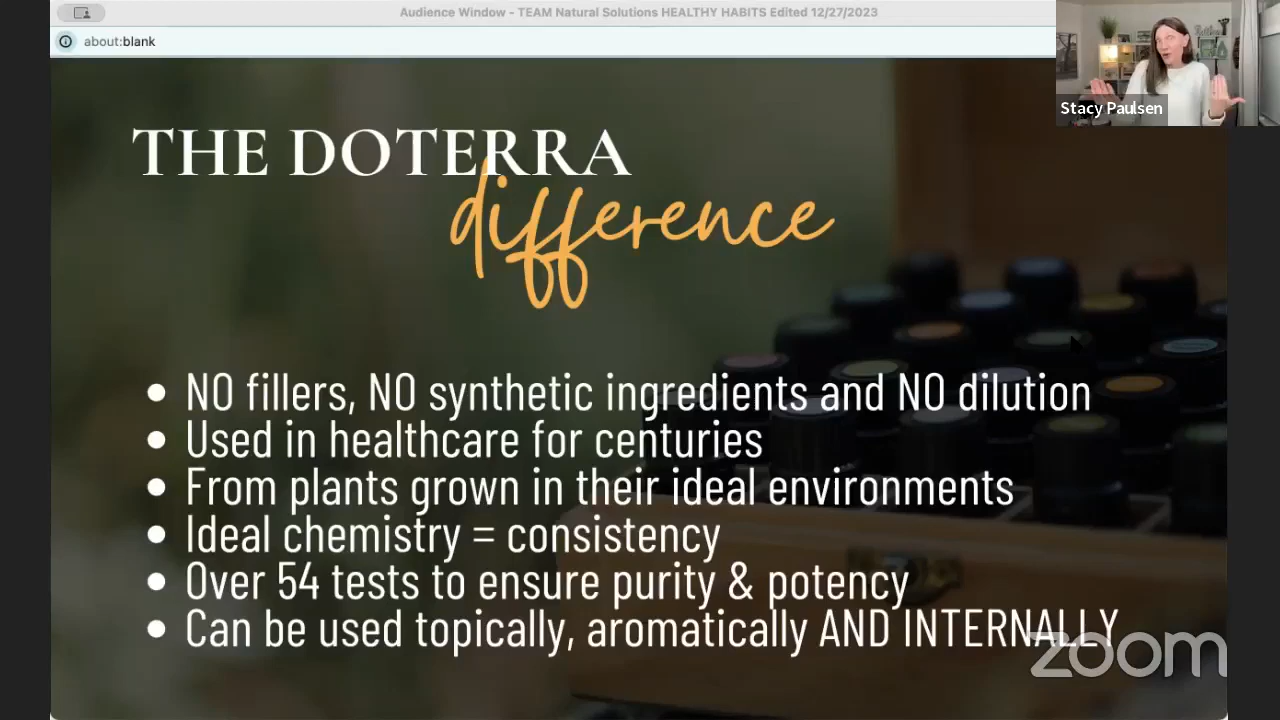 Audience Window - TEAM Natural Solutions HEALTHY HABITS Edited 12/27/2023
about:blank
Stacy Paulsen
THE DOTERRA
difference
• NO fillers, NO synthetic ingredients and NO dilution
• Used in healthcare for centuries
• From plants grown in their ideal environments
• Ideal chemistry = consistency
• Over 54 tests to ensure purity & potency
• Can be used topically, aromatically AND INTERNALLY
zoom